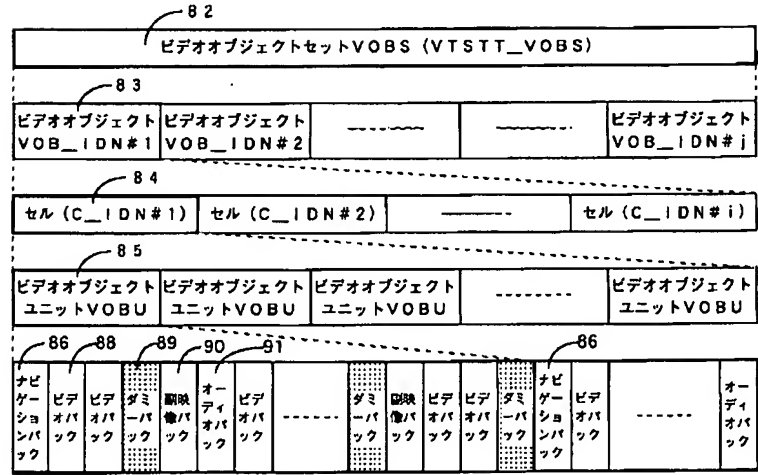 82
ビデオオブジェクトセットVOBS (VTSTT__VOBS)
83
ビデオオブジェクト ビデオオブジェクト ビデオオブジェクト
VOB__IDN#1 VOB__IDN#2 VOB__IDN#j
84
セル (C__IDN#1) セル (C__IDN#2) セル (C__IDN#i)
85
ビデオオブジェクト ビデオオブジェクト ビデオオブジェクト ビデオオブジェクト
ユニットVOBU ユニットVOBU ユニットVOBU ユニットVOBU
86 88 89 90 91 86
ナビゲーションパック
ビデオパック
ビデオパック
ダミーパック
副映像パック
オーディオパック
ビデオパック
ダミーパック
副映像パック
ビデオパック
ビデオパック
ダミーパック
ナビゲーションパック
ビデオパック
オーディオパック